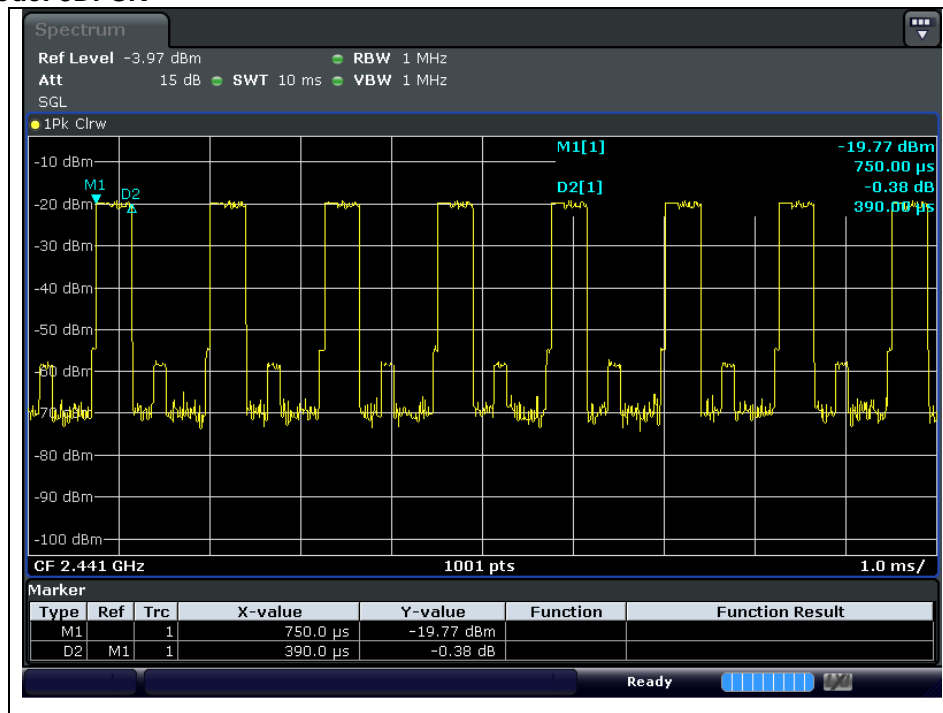 Spectrum
Ref Level -3.97 dBm RBW 1 MHz
Att 15 dB SWT 10 ms VBW 1 MHz
SGL
1Pk Clrw
M1[1] -19.77 dBm
750.00 µs
D2[1] -0.38 dB
390.00 µs
M1
D2
-10 dBm
-20 dBm
-30 dBm
-40 dBm
-50 dBm
-60 dBm
-70 dBm
-80 dBm
-90 dBm
-100 dBm
CF 2.441 GHz 1001 pts 1.0 ms/
Marker
Type Ref Trc X-value Y-value Function Function Result
M1 1 750.0 µs -19.77 dBm
D2 M1 1 390.0 µs -0.38 dB
Ready